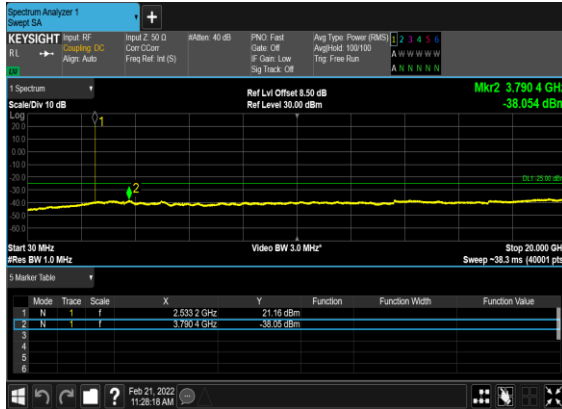 Spectrum Analyzer 1
Swept SA
+
KEYSIGHT Input: RF Input Z: 50 Ω #Atten: 40 dB PNO: Fast Avg Type: Power (RMS) 1 2 3 4 5 6
RL Coupling: DC Corr CCorr Gate: Off Avg|Hold: 100/100 A W W W W W
Align: Auto Freq Ref: Int (S) IF Gain: Low Trig: Free Run
LU Sig Track: Off A N N N N N
1 Spectrum Ref Lvl Offset 8.50 dB Mkr2 3.790 4 GHz
Scale/Div 10 dB Ref Level 30.00 dBm -38.054 dBm
Log
20.0
10.0
0.00
-10.0
-20.0
-30.0
-40.0
-50.0
-60.0
1
2
DL1 -25.00 dBm
Start 30 MHz Video BW 3.0 MHz* Stop 20.000 GHz
#Res BW 1.0 MHz Sweep ~38.3 ms (40001 pts)
5 Marker Table
Mode Trace Scale X Y Function Function Width Function Value
1 N 1 f 2.533 2 GHz 21.16 dBm
2 N 1 f 3.790 4 GHz -38.05 dBm
3
4
5
6
? Feb 21, 2022
11:28:18 AM